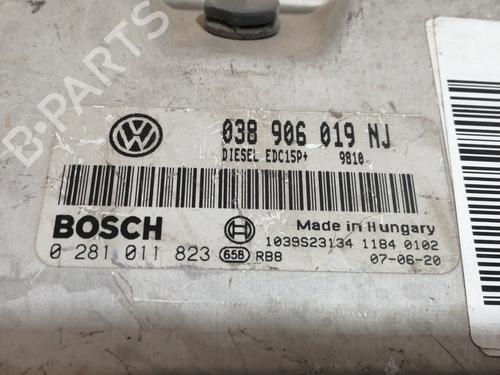 B-PARTS
VW
038 906 019 NJ
DIESEL EDC15P+ 9810
BOSCH
Made in Hungary
1039S23134 1184 0102
0 281 011 823 658 RB8 07-06-20